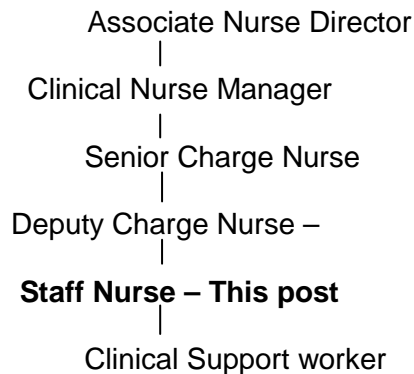 Associate Nurse Director
Clinical Nurse Manager
Senior Charge Nurse
Deputy Charge Nurse –
Staff Nurse – This post
Clinical Support worker